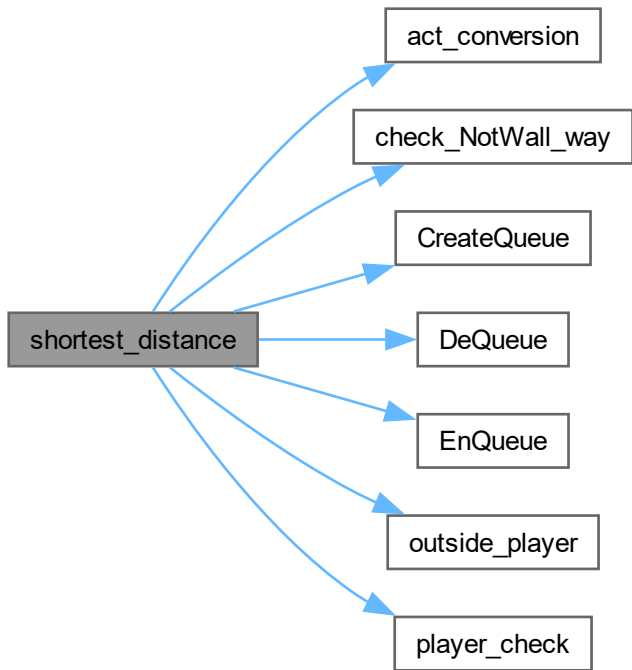 act_conversion
check_NotWall_way
CreateQueue
shortest_distance
DeQueue
EnQueue
outside_player
player_check